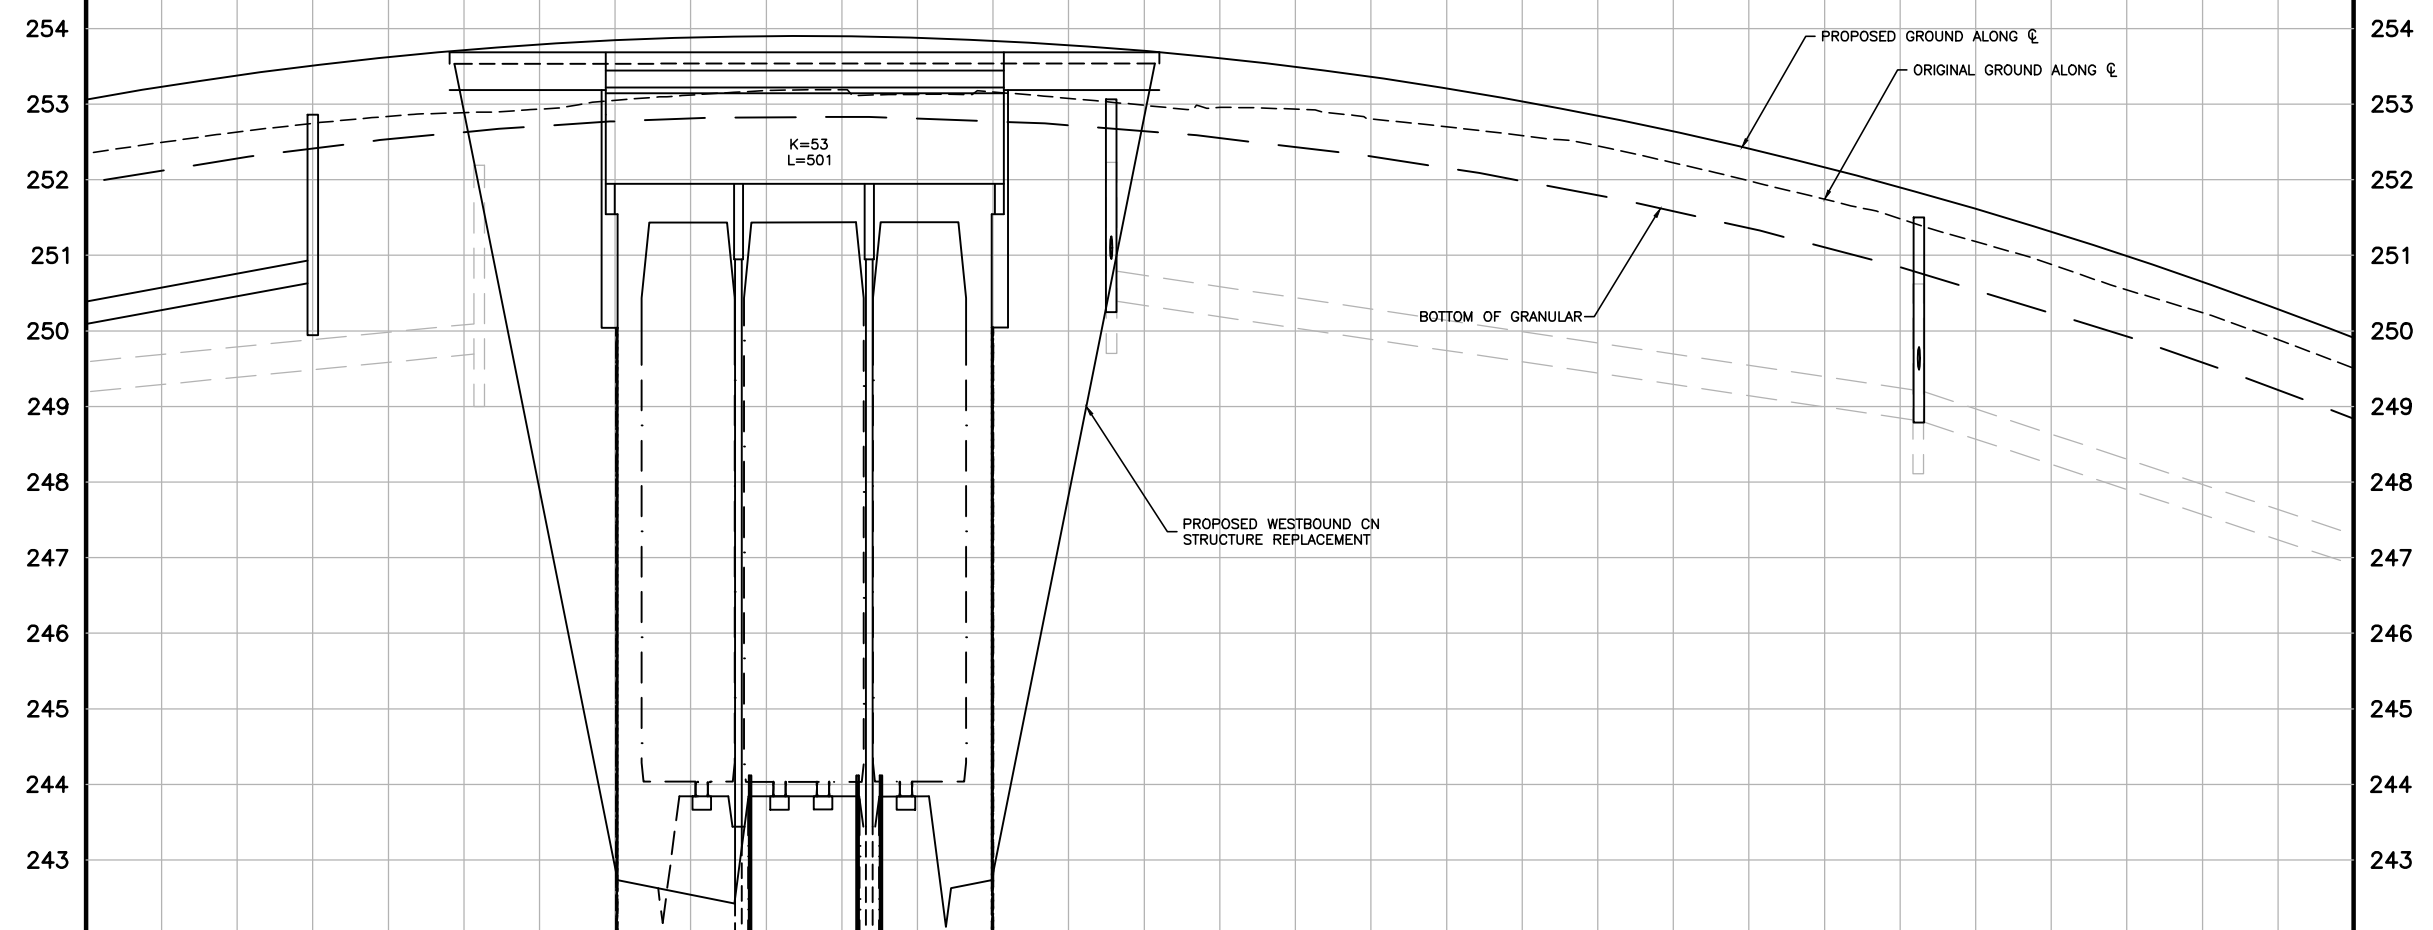 254 254
PROPOSED GROUND ALONG ℄
ORIGINAL GROUND ALONG ℄
253 253
K=53
L=501
252 252
251 251
BOTTOM OF GRANULAR
250 250
249 249
248 248
PROPOSED WESTBOUND CN
STRUCTURE REPLACEMENT
247 247
246 246
245 245
244 244
243 243